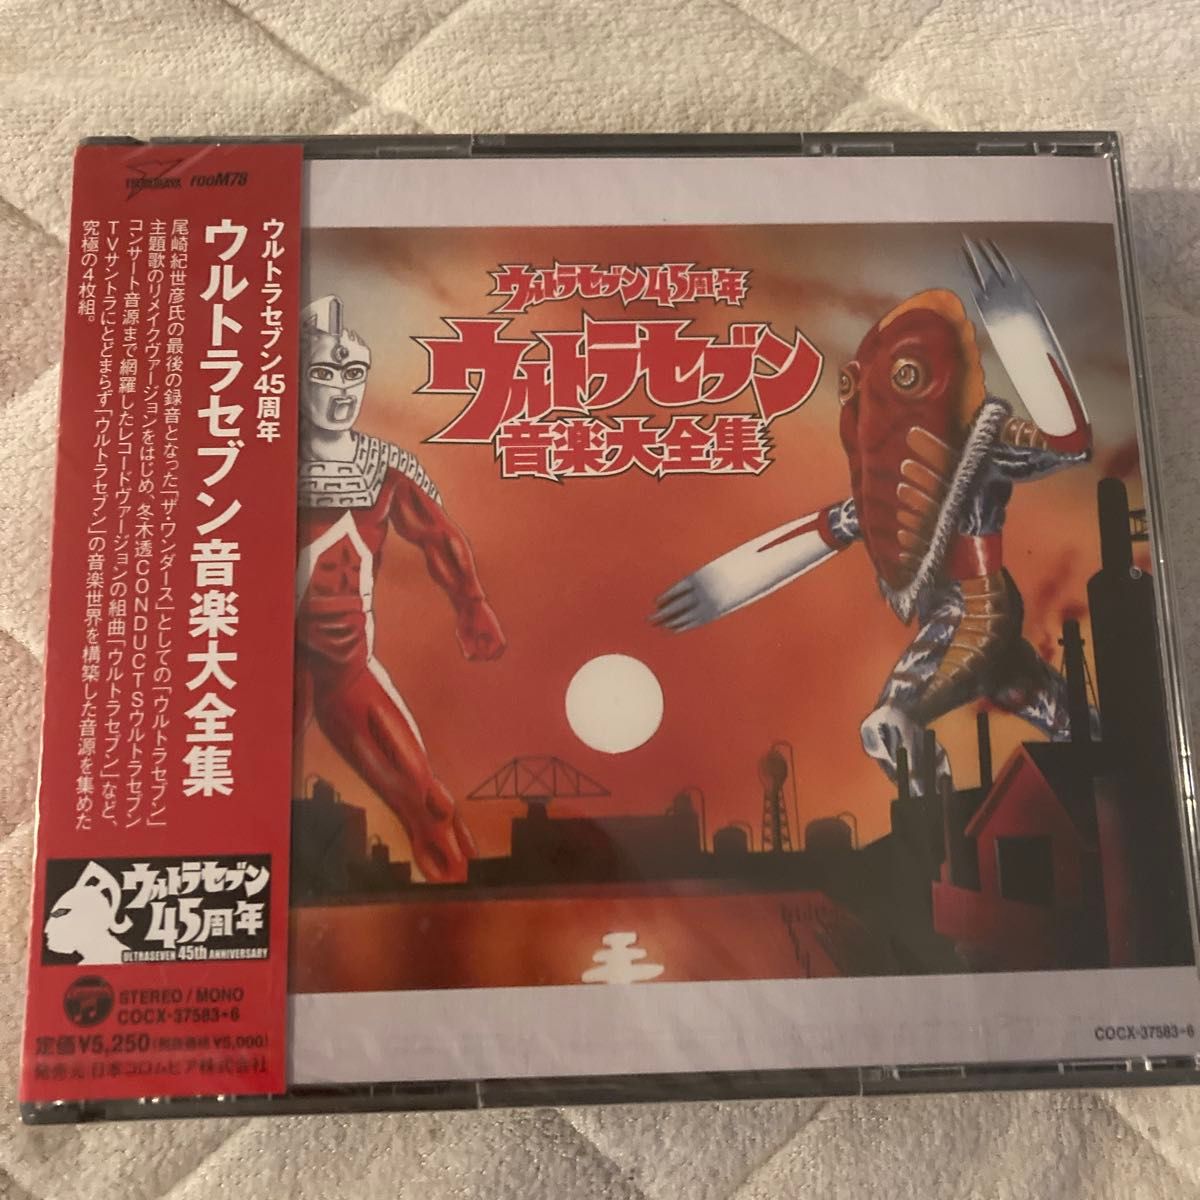 TSUBURAYA rooM78
ウルトラセブン45周年
ウルトラセブン音楽大全集
尾崎紀世彦氏の最後の録音となった「ザ・ワンダース」としての「ウルトラセブン」
主題歌のリメイクヴァージョンをはじめ、冬木透CONDUCTSウルトラセブン
コンサート音源まで網羅したレコードヴァージョンの組曲「ウルトラセブン」など、
TVサントラにとどまらず「ウルトラセブン」の音楽世界を構築した音源を集めた
究極の4枚組。
ウルトラセブン
45周年
ULTRASEVEN 45th ANNIVERSARY
STEREO/MONO
COCX-37583→6
定価¥5,250(税抜価格 ¥5,000)
発売元 日本コロムビア株式会社
ウルトラセブン45周年
ウルトラセブン
音楽大全集
COCX-37583→6